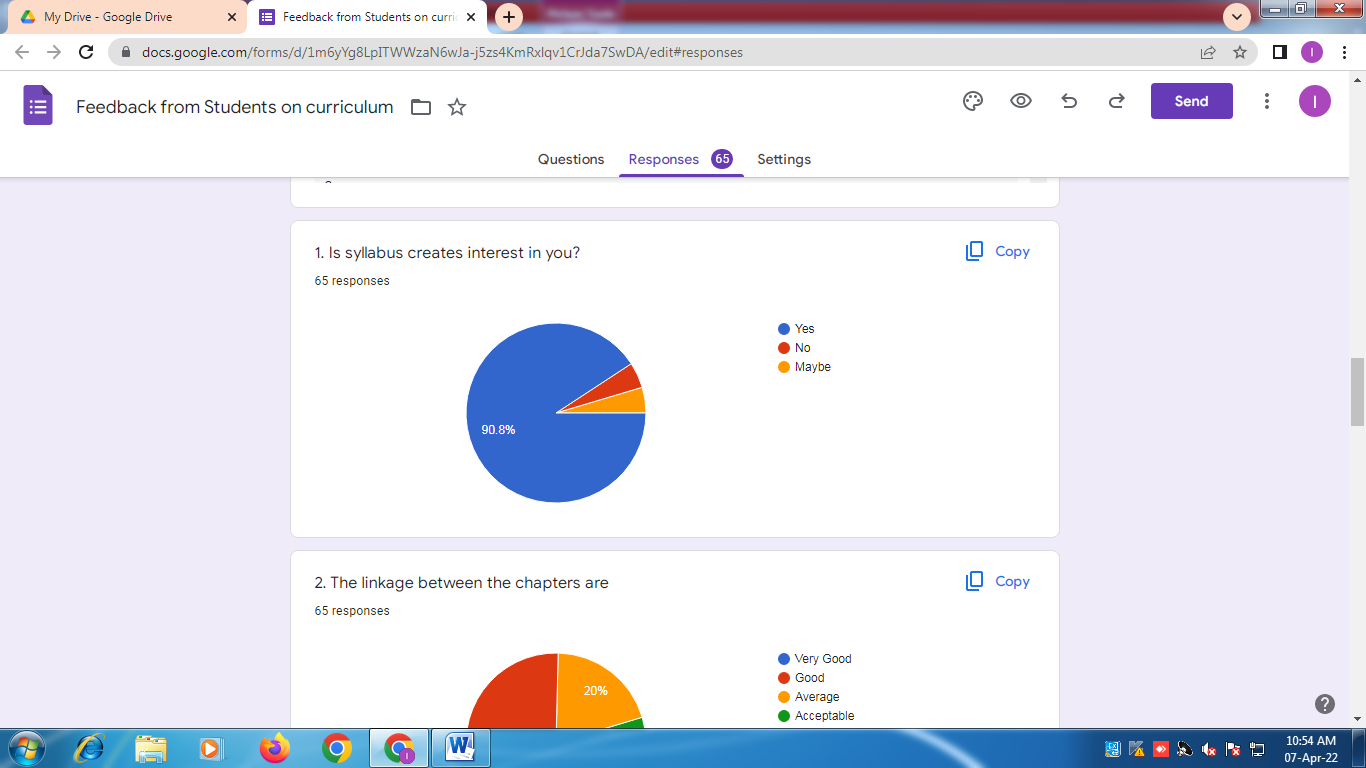 My Drive - Google Drive
Feedback from Students on curric
docs.google.com/forms/d/1m6yYg8LpITWWzaN6wJa-j5zs4KmRxlqv1CrJda7SwDA/edit#responses
I
Feedback from Students on curriculum
Send
I
Questions
Responses 65
Settings
1. Is syllabus creates interest in you?
Copy
65 responses
Yes
No
Maybe
90.8%
2. The linkage between the chapters are
Copy
65 responses
Very Good
Good
Average
Acceptable
20%
10:54 AM
07-Apr-22